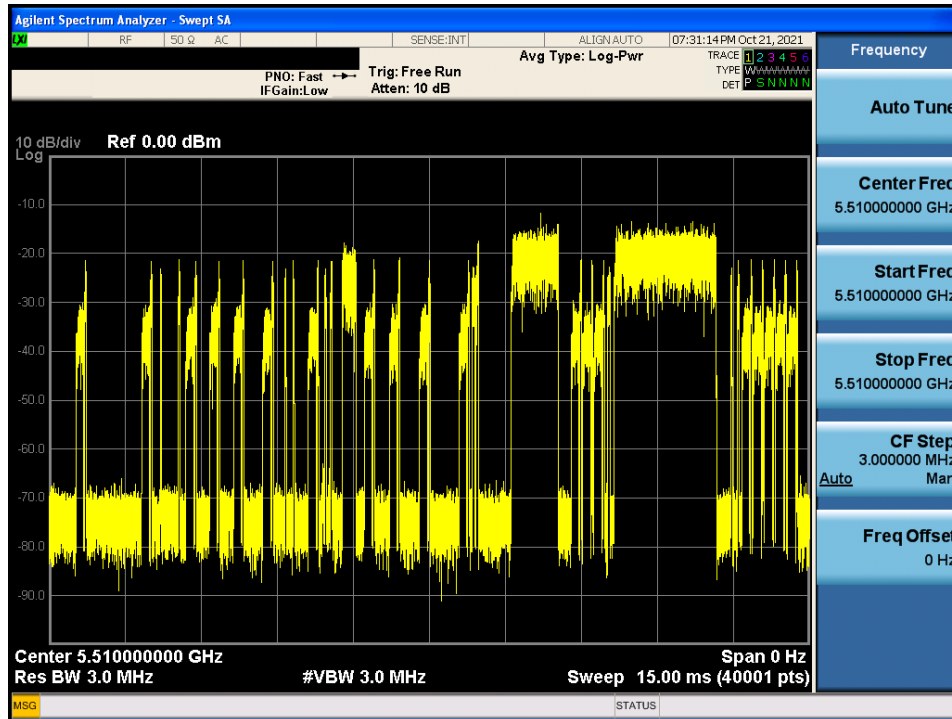 Agilent Spectrum Analyzer - Swept SA
LXI RF 50 Ω AC SENSE:INT ALIGN AUTO 07:31:14 PM Oct 21, 2021
Avg Type: Log-Pwr TRACE 1 2 3 4 5 6
PNO: Fast Trig: Free Run TYPE WWWWWW
IFGain:Low Atten: 10 dB DET P S N N N N
10 dB/div Ref 0.00 dBm
Log
-10.0
-20.0
-30.0
-40.0
-50.0
-60.0
-70.0
-80.0
-90.0
Center 5.510000000 GHz Span 0 Hz
Res BW 3.0 MHz #VBW 3.0 MHz Sweep 15.00 ms (40001 pts)
MSG STATUS
Frequency
Auto Tune
Center Freq
5.510000000 GHz
Start Freq
5.510000000 GHz
Stop Freq
5.510000000 GHz
CF Step
3.000000 MHz
Auto Man
Freq Offset
0 Hz